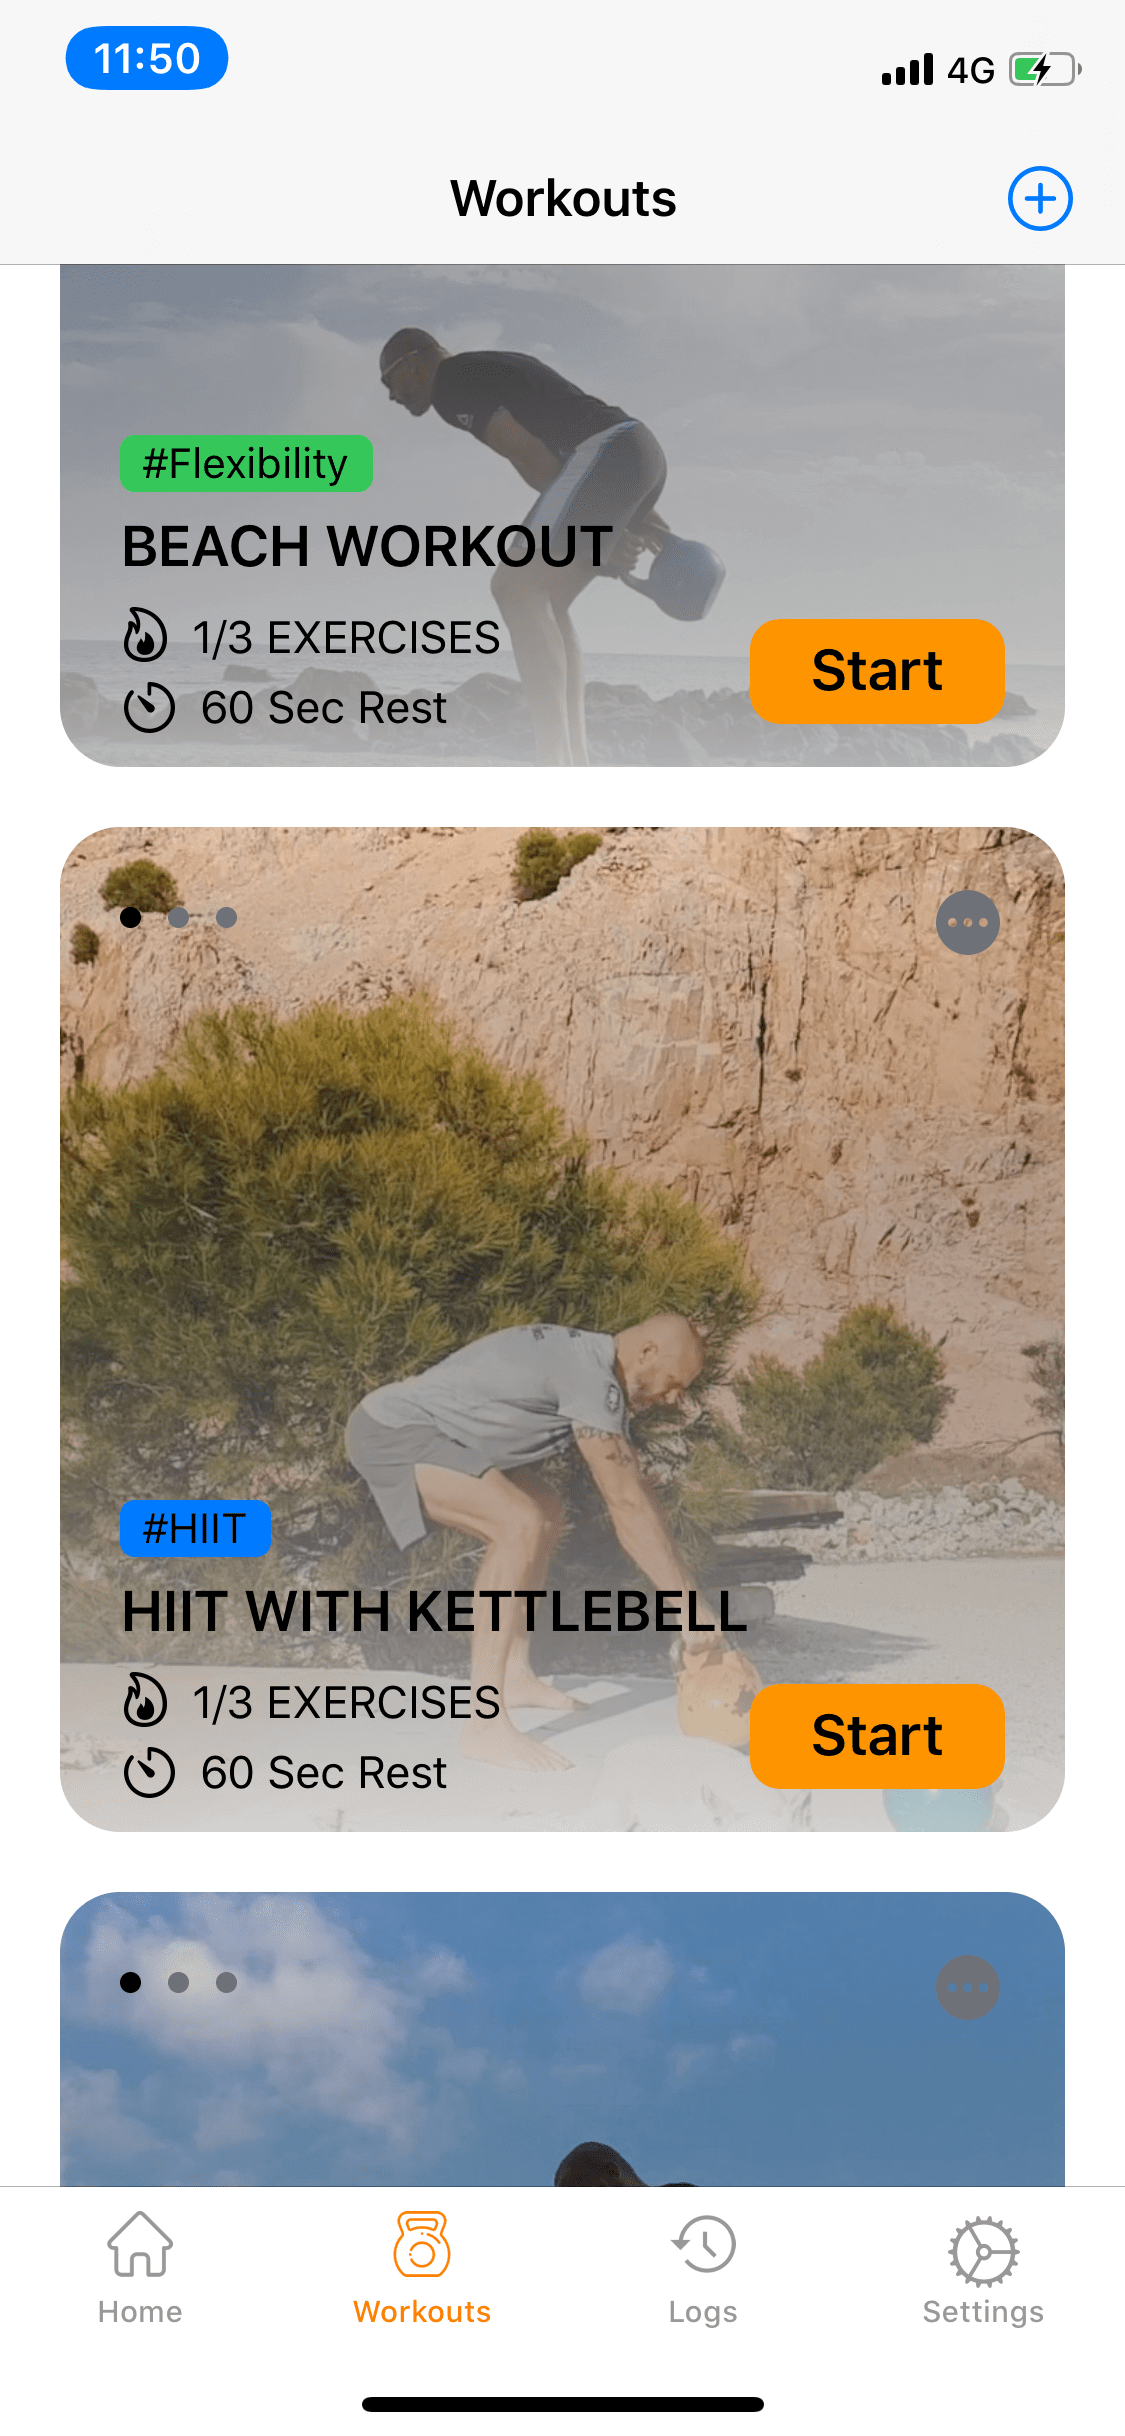 11:50
4G
Workouts
#Flexibility
BEACH WORKOUT
1/3 EXERCISES
60 Sec Rest
Start
#HIIT
HIIT WITH KETTLEBELL
1/3 EXERCISES
60 Sec Rest
Start
Home
Workouts
Logs
Settings